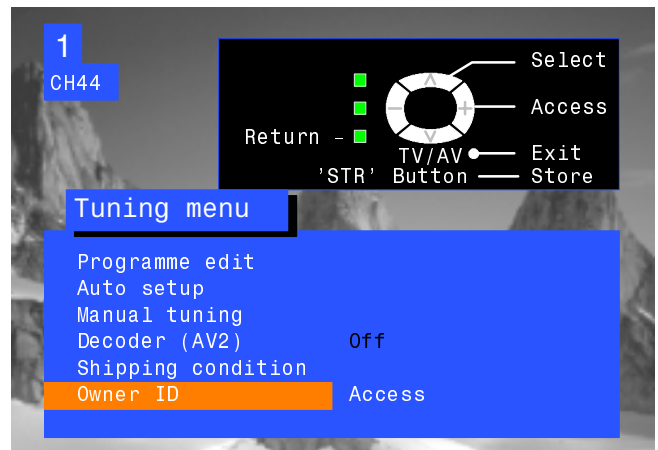 1
CH44
Select
Access
Return –
TV/AV Exit
'STR' Button Store
Tuning menu
Programme edit
Auto setup
Manual tuning
Decoder (AV2) Off
Shipping condition
Owner ID Access